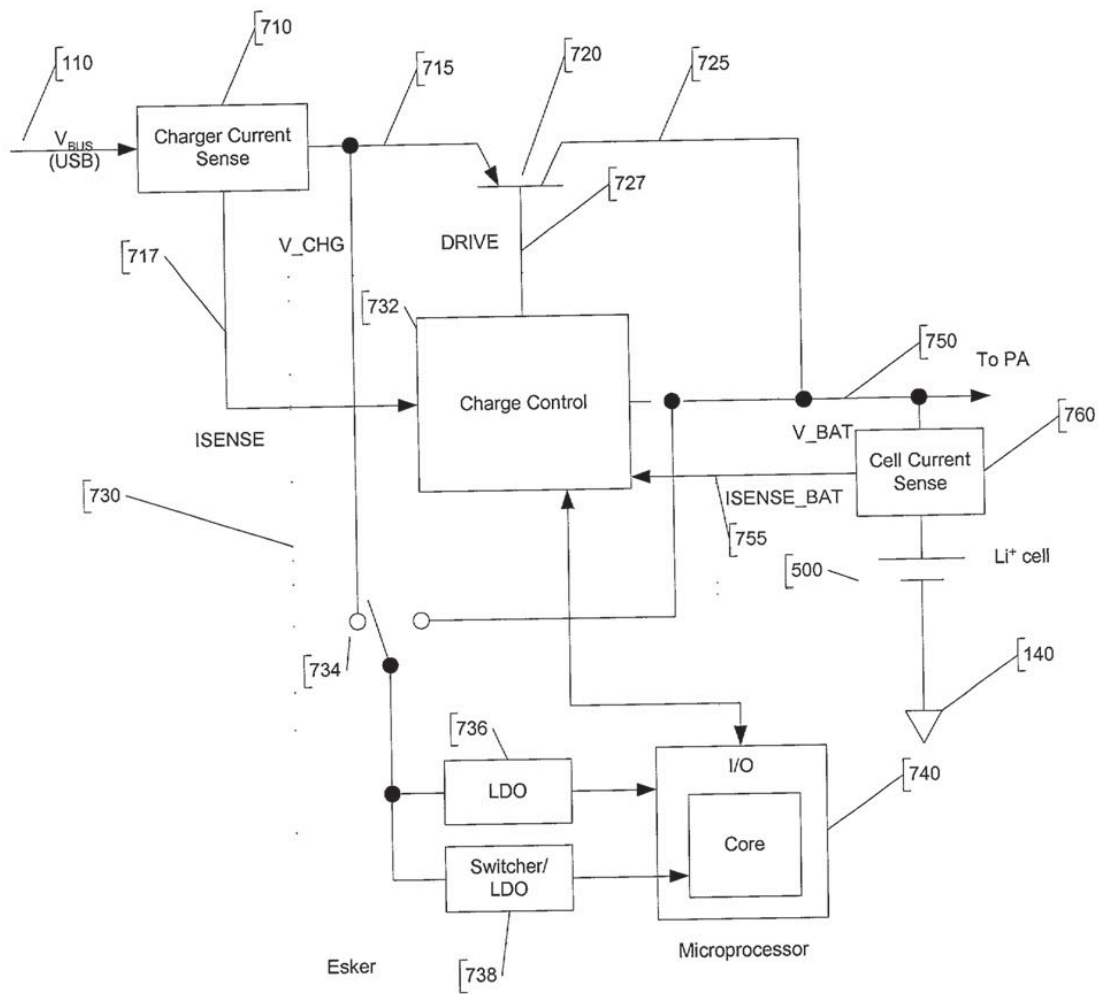 710
110
715
720
725
V_BUS
(USB)
Charger Current
Sense
727
717
V_CHG
DRIVE
732
750
To PA
Charge Control
760
ISENSE
V_BAT
Cell Current
Sense
730
ISENSE_BAT
755
500
Li+ cell
734
140
736
I/O
740
LDO
Core
Switcher/
LDO
Microprocessor
Esker
738